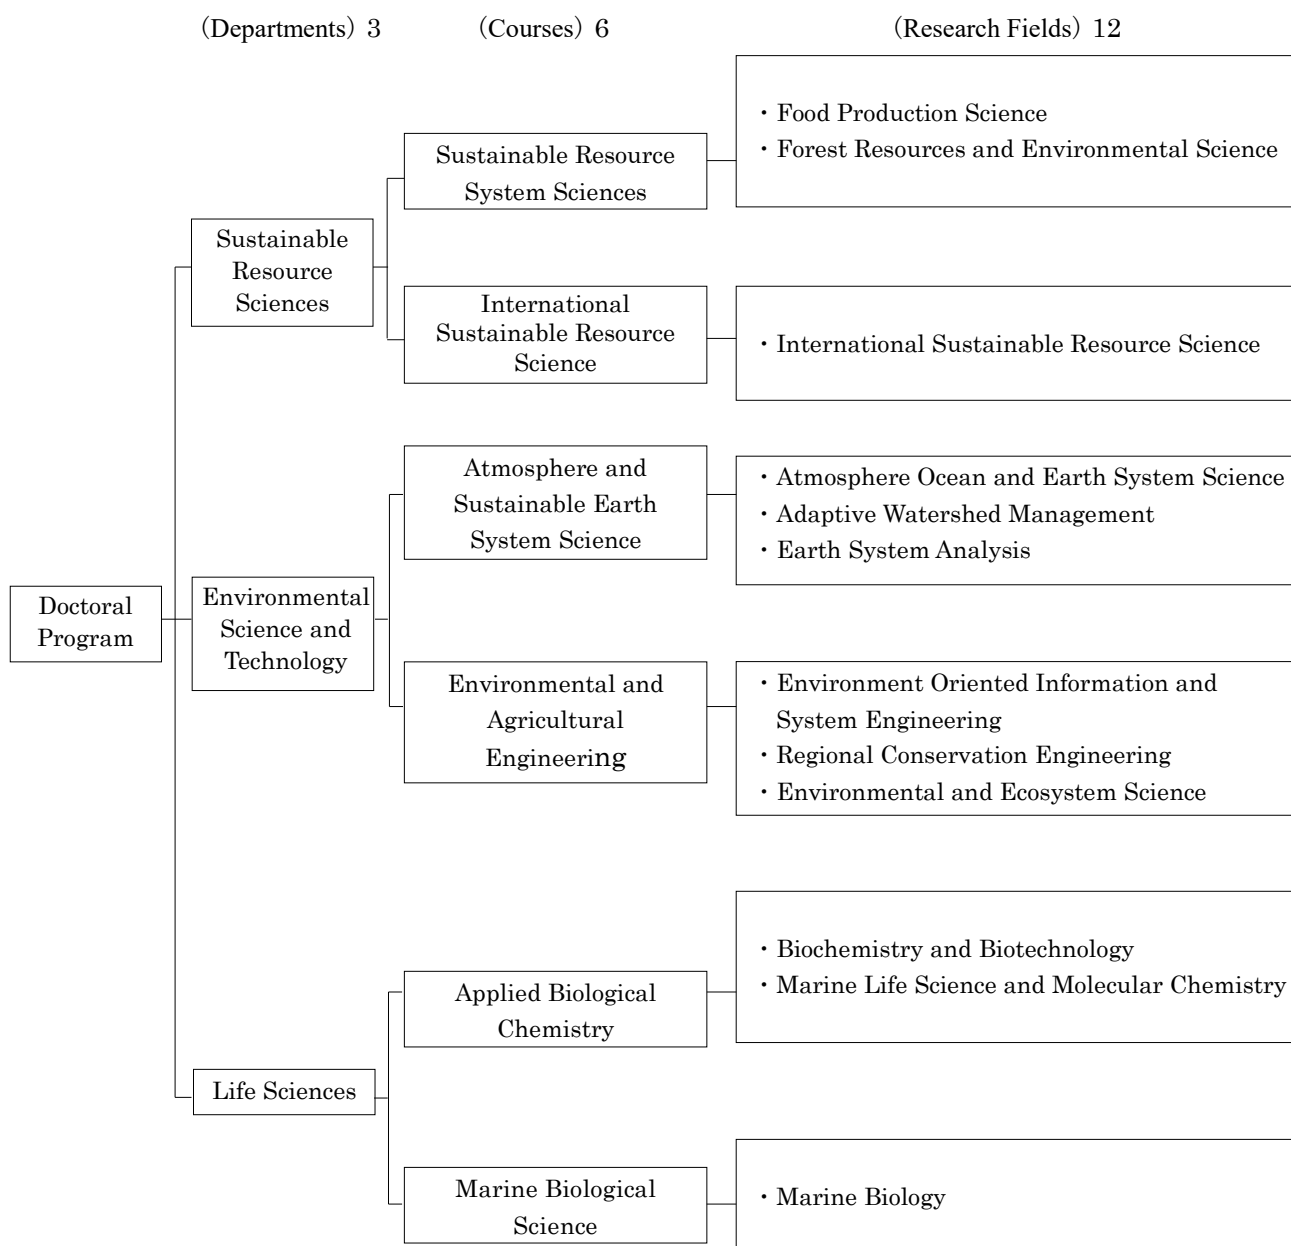 (Departments) 3
(Courses) 6
(Research Fields) 12
Doctoral
Program
Sustainable
Resource
Sciences
Sustainable Resource
System Sciences
・Food Production Science
・Forest Resources and Environmental Science
International
Sustainable Resource
Science
・International Sustainable Resource Science
Environmental
Science and
Technology
Atmosphere and
Sustainable Earth
System Science
・Atmosphere Ocean and Earth System Science
・Adaptive Watershed Management
・Earth System Analysis
Environmental and
Agricultural
Engineering
・Environment Oriented Information and
System Engineering
・Regional Conservation Engineering
・Environmental and Ecosystem Science
Life Sciences
Applied Biological
Chemistry
・Biochemistry and Biotechnology
・Marine Life Science and Molecular Chemistry
Marine Biological
Science
・Marine Biology